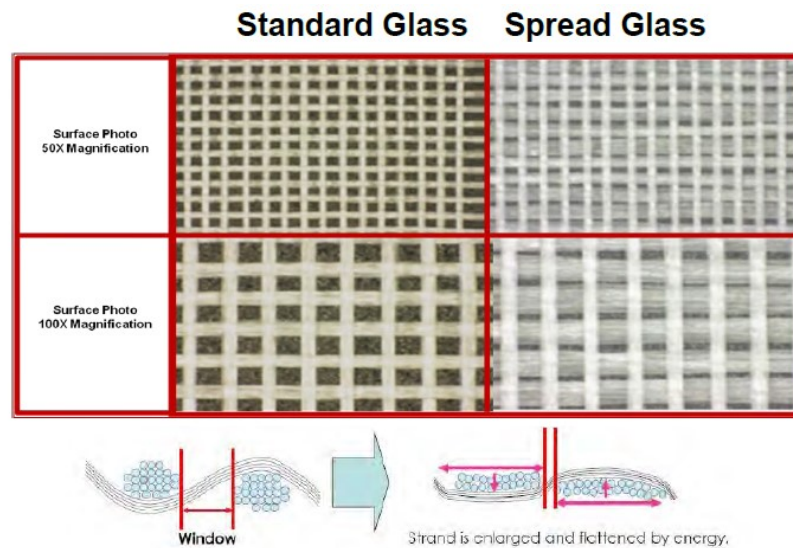 Standard Glass Spread Glass
Surface Photo
50X Magnification
Surface Photo
100X Magnification
Window
Strand is enlarged and flattened by energy.